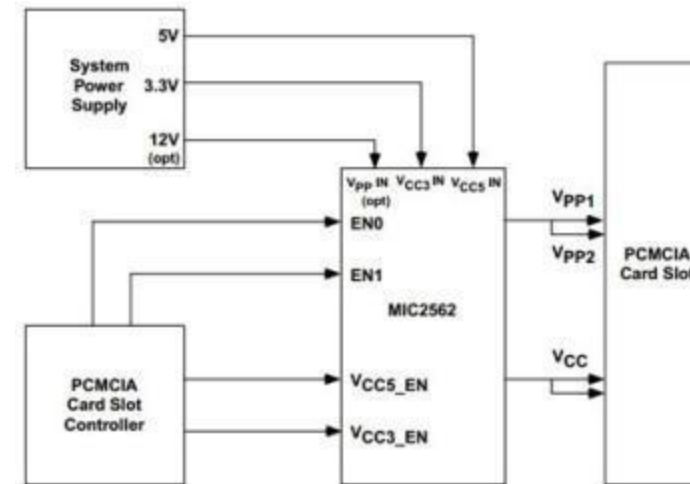 5V
System
Power
Supply
3.3V
12V
(opt)
VPP IN
(opt)
VCC3 IN
VCC5 IN
EN0
EN1
MIC2562
VCC5_EN
VCC3_EN
PCMCIA
Card Slot
Controller
VPP1
VPP2
VCC
PCMCIA
Card Slot